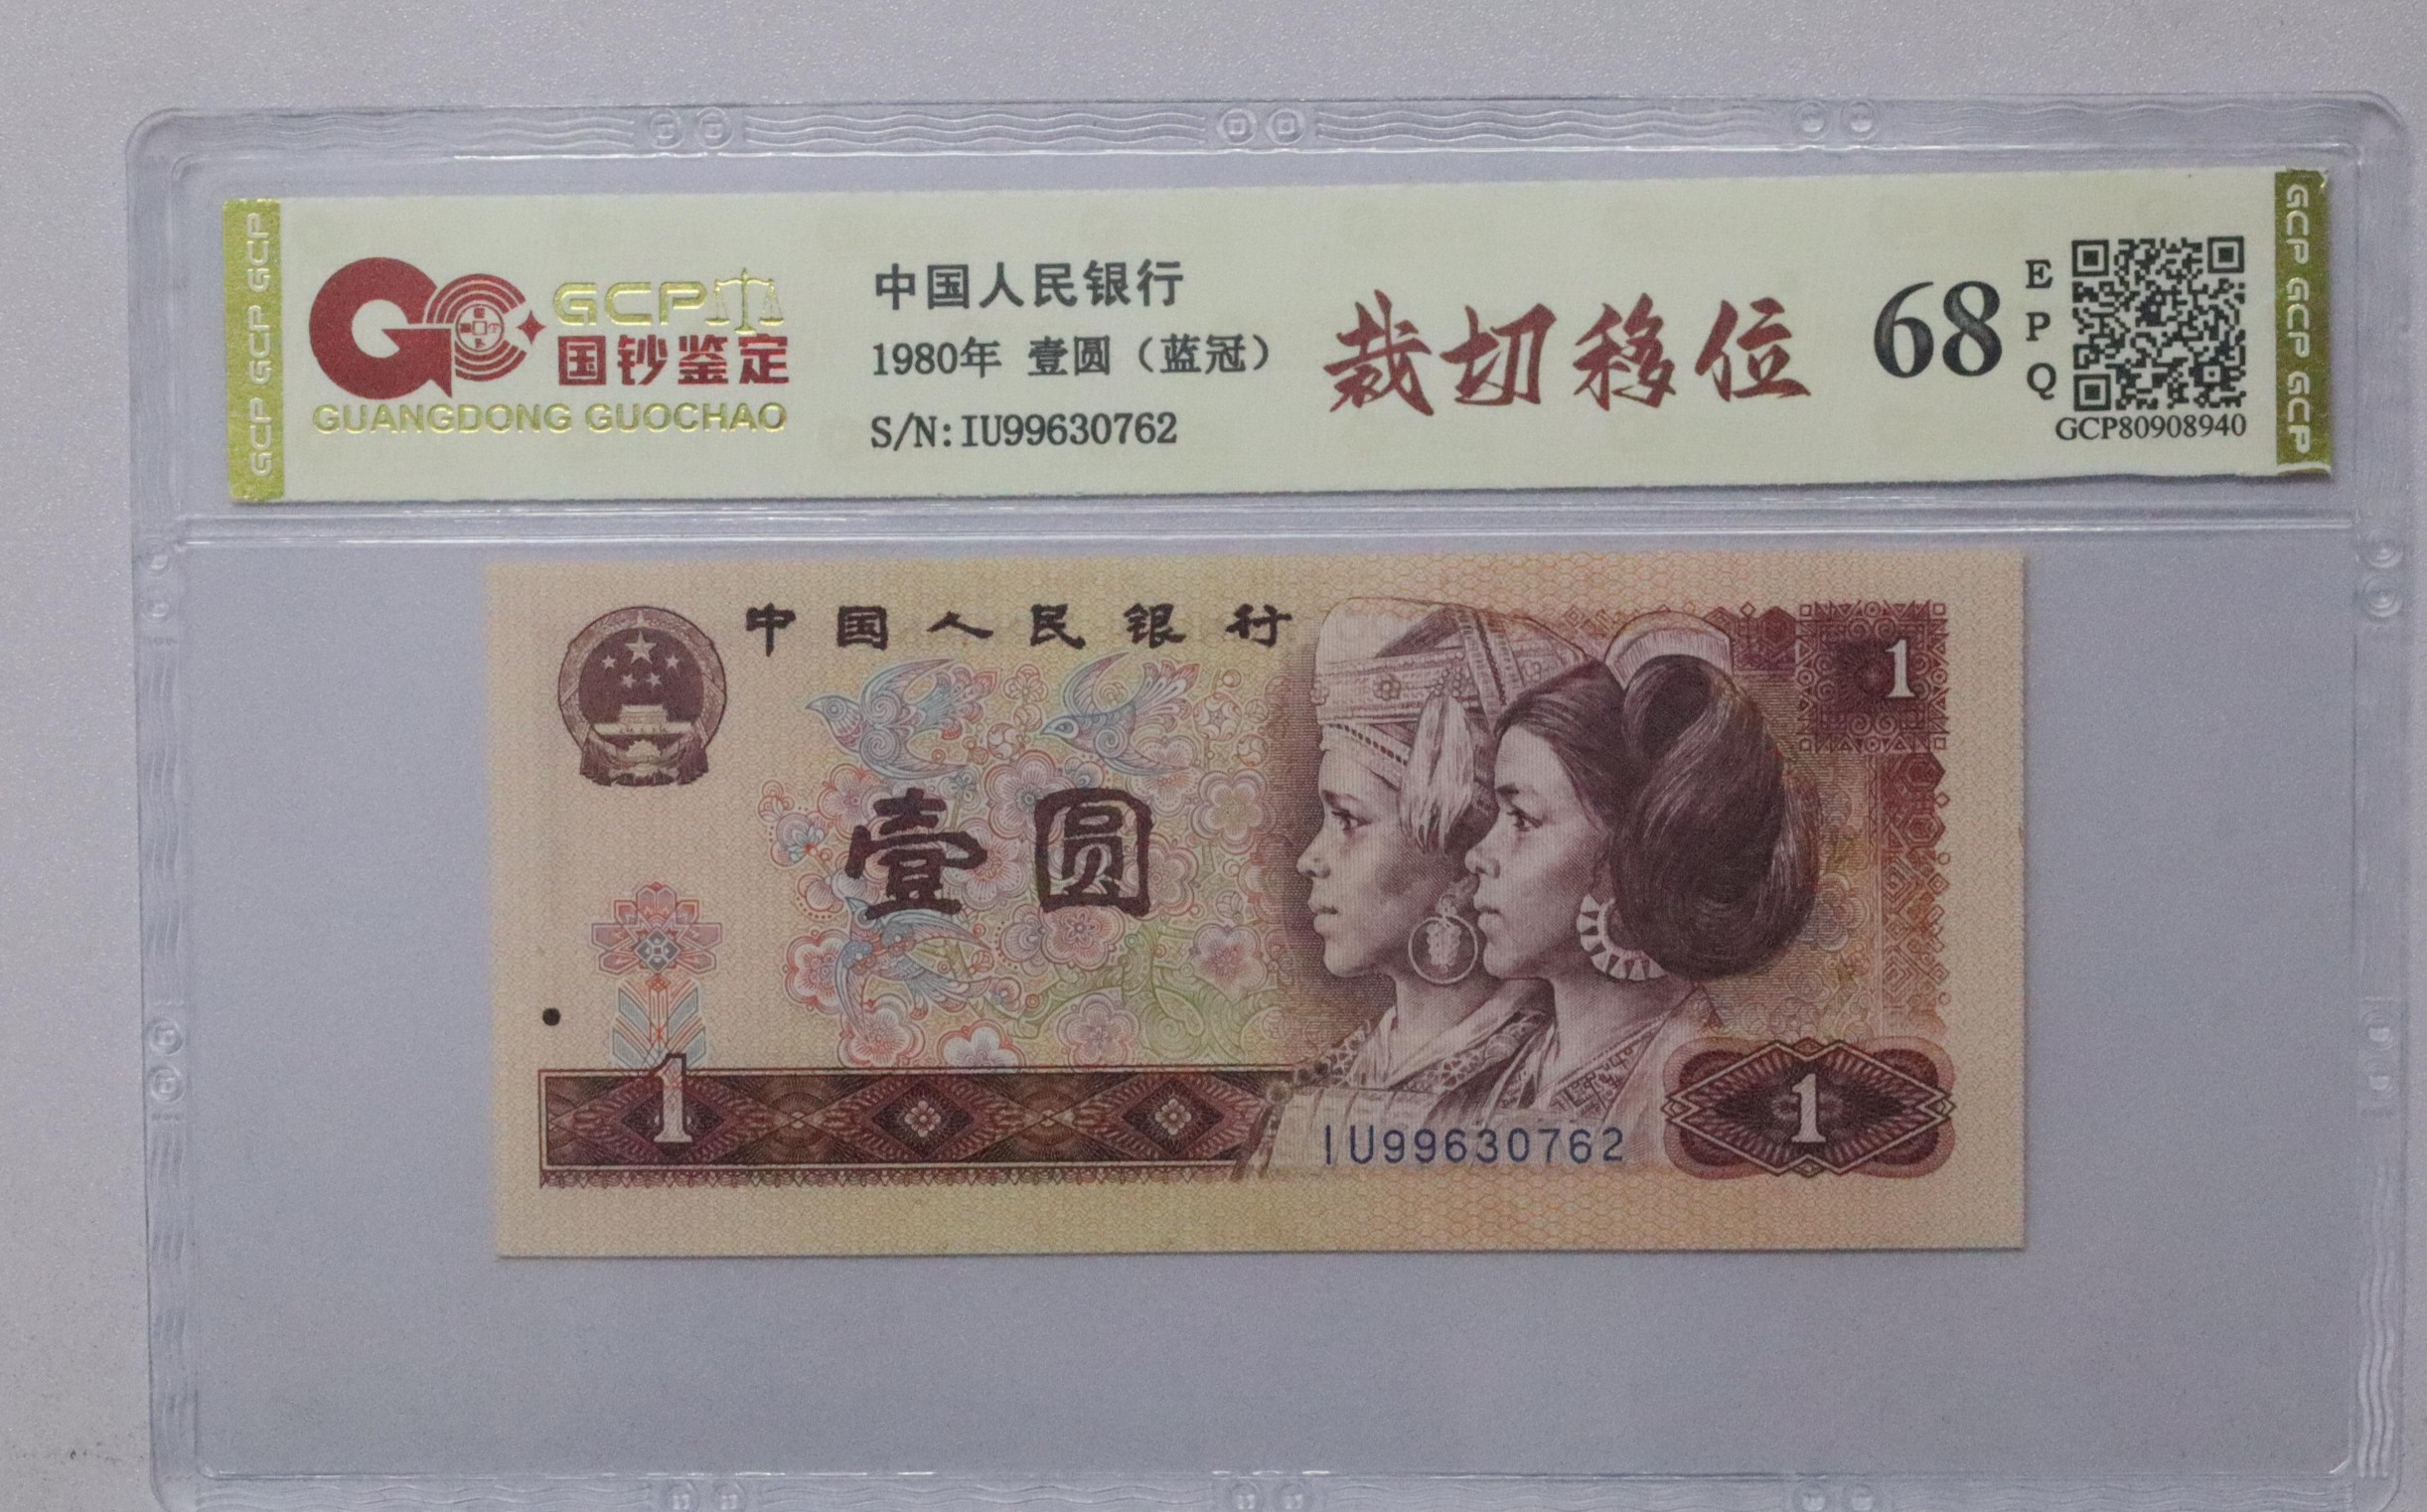 GCP GCP GCP
GCP
国钞鉴定
GUANGDONG GUOCHAO
中国人民银行
1980年 壹圆（蓝冠）
S/N:IU99630762
裁切移位
68
EPQ
GCP80908940
GCP GCP GCP
中国人民银行
1
壹圆
1
IU99630762
1